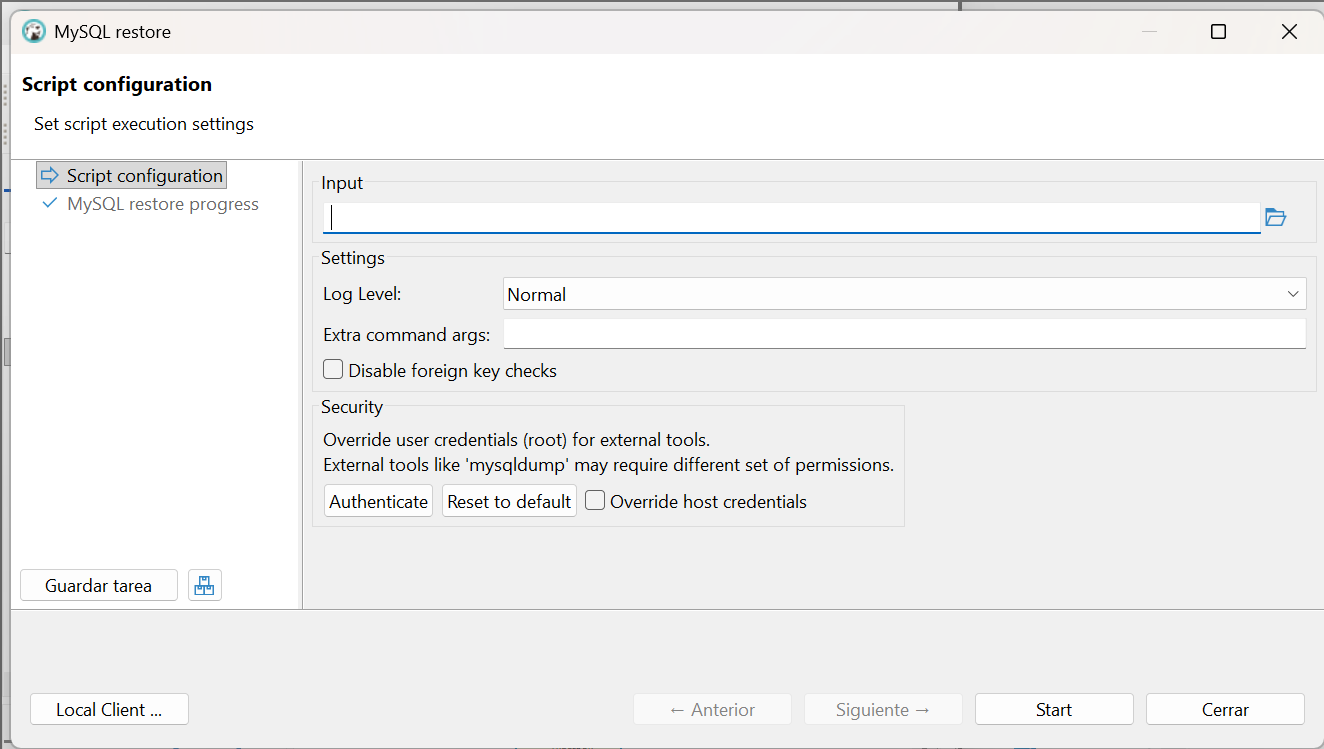 MySQL restore
Script configuration
Set script execution settings
Script configuration
MySQL restore progress
Input
Settings
Log Level:
Normal
Extra command args:
Disable foreign key checks
Security
Override user credentials (root) for external tools.
External tools like 'mysqldump' may require different set of permissions.
Authenticate
Reset to default
Override host credentials
Guardar tarea
Local Client ...
← Anterior
Siguiente →
Start
Cerrar